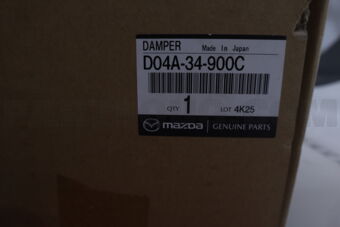 DAMPER Made In Japan
D04A-34-900C
QTY 1 LOT 4K25
mazda GENUINE PARTS